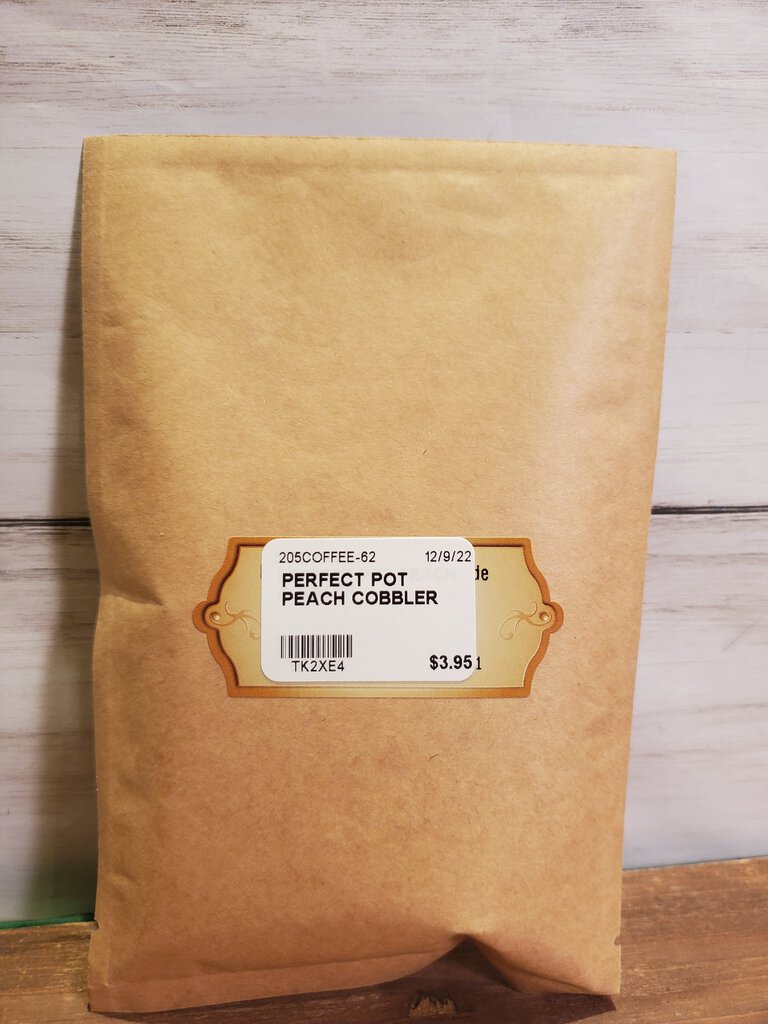 205COFFEE-62 12/9/22
PERFECT POT
PEACH COBBLER
TK2XE4
$3.95